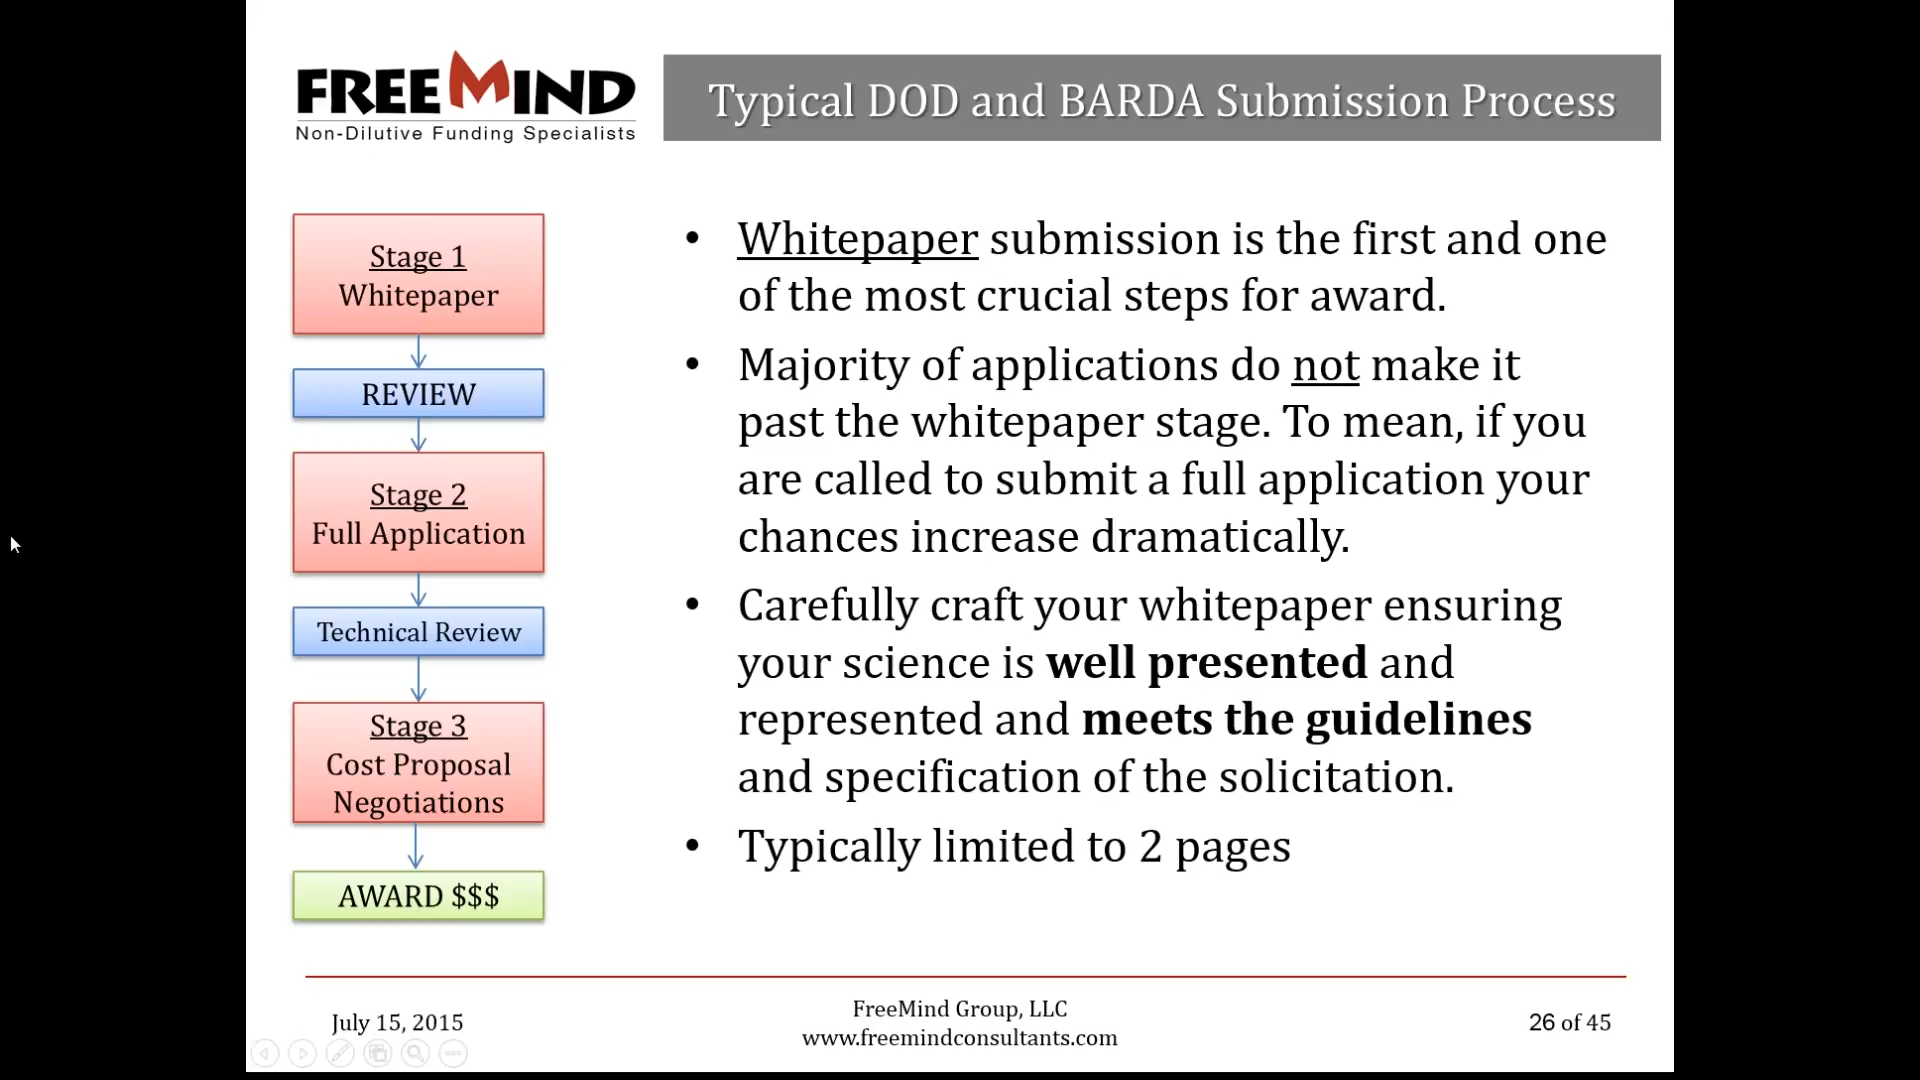 FREEMIND
Non-Dilutive Funding Specialists
Typical DOD and BARDA Submission Process
Stage 1
Whitepaper
REVIEW
Stage 2
Full Application
Technical Review
Stage 3
Cost Proposal
Negotiations
AWARD $$$
• Whitepaper submission is the first and one
of the most crucial steps for award.
• Majority of applications do not make it
past the whitepaper stage. To mean, if you
are called to submit a full application your
chances increase dramatically.
• Carefully craft your whitepaper ensuring
your science is well presented and
represented and meets the guidelines
and specification of the solicitation.
• Typically limited to 2 pages
July 15, 2015
FreeMind Group, LLC
www.freemindconsultants.com
26 of 45